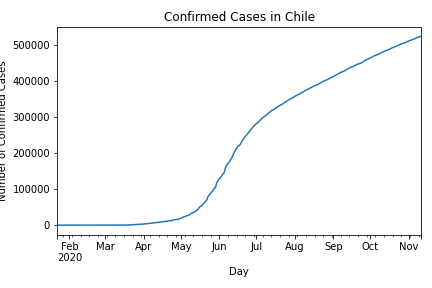 Confirmed Cases in Chile
Number of Confirmed Cases
500000
400000
300000
200000
100000
0
Feb Mar Apr May Jun Jul Aug Sep Oct Nov
2020
Day